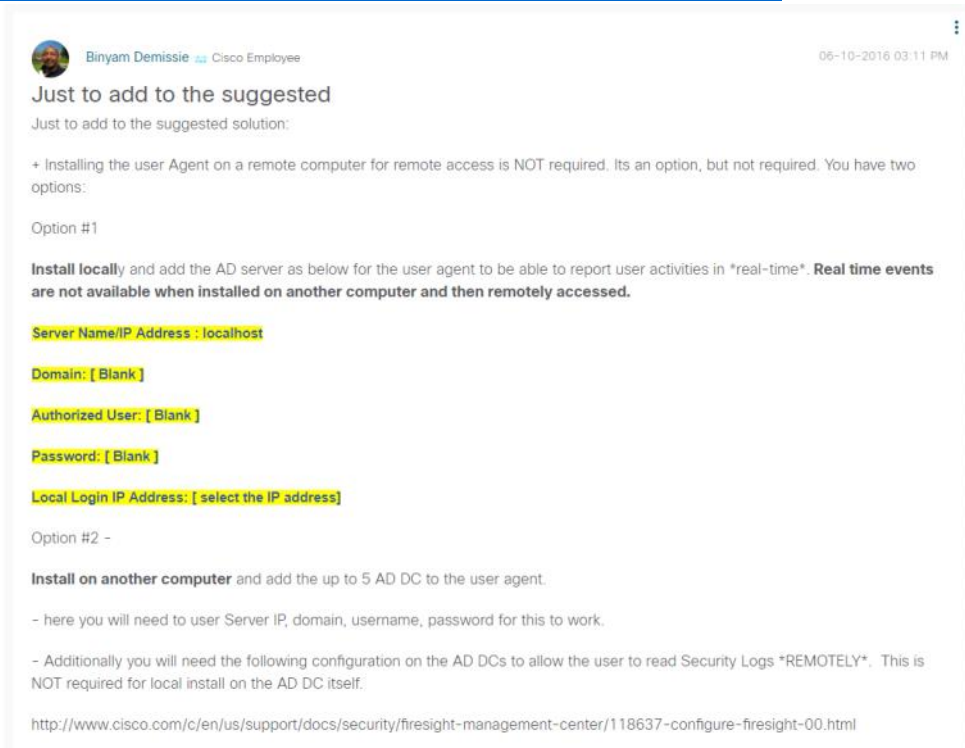 Binyam Demissie Cisco Employee
06-10-2016 03:11 PM
Just to add to the suggested
Just to add to the suggested solution:
+ Installing the user Agent on a remote computer for remote access is NOT required. Its an option, but not required. You have two
options:
Option #1
Install locally and add the AD server as below for the user agent to be able to report user activities in *real-time*. Real time events
are not available when installed on another computer and then remotely accessed.
Server Name/IP Address : localhost
Domain: [ Blank ]
Authorized User: [ Blank ]
Password: [ Blank ]
Local Login IP Address: [ select the IP address]
Option #2 -
Install on another computer and add the up to 5 AD DC to the user agent.
- here you will need to user Server IP, domain, username, password for this to work.
- Additionally you will need the following configuration on the AD DCs to allow the user to read Security Logs *REMOTELY*. This is
NOT required for local install on the AD DC itself.
http://www.cisco.com/c/en/us/support/docs/security/firesight-management-center/118637-configure-firesight-00.html